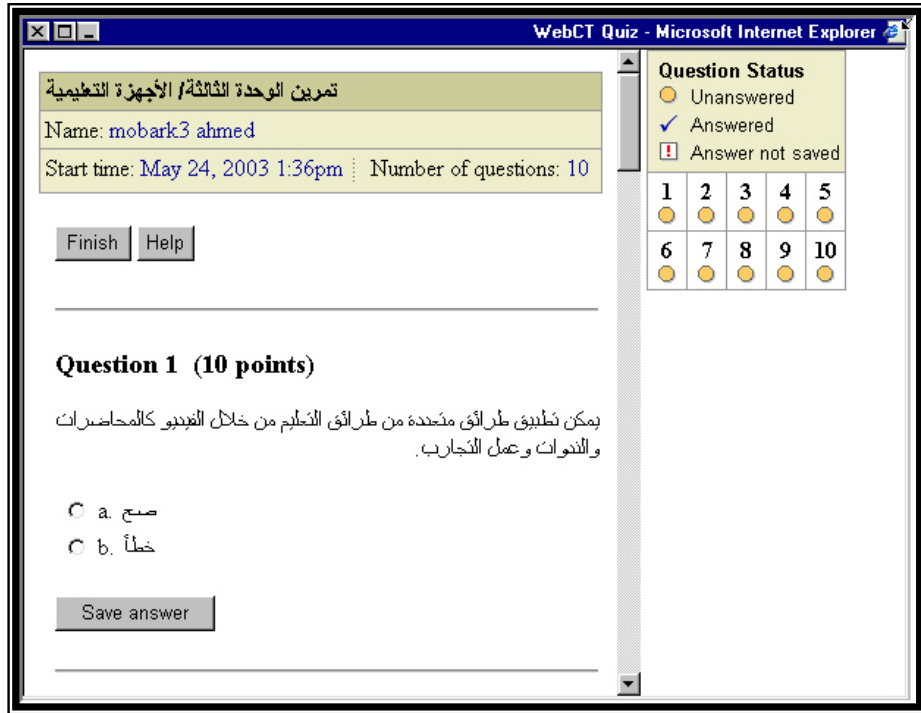 WebCT Quiz - Microsoft Internet Explorer
تمرين الوحدة الثالثة/ الأجهزة التعليمية
Name: mobark3 ahmed
Start time: May 24, 2003 1:36pm Number of questions: 10
Finish Help
Question 1 (10 points)
يمكن تطبيق طرائق متعددة من طرائق التعليم من خلال الفيديو كالمحاضرات
والندوات وعمل التجارب.
a. صح
b. خطأ
Save answer
Question Status
Unanswered
Answered
Answer not saved
1 2 3 4 5
6 7 8 9 10